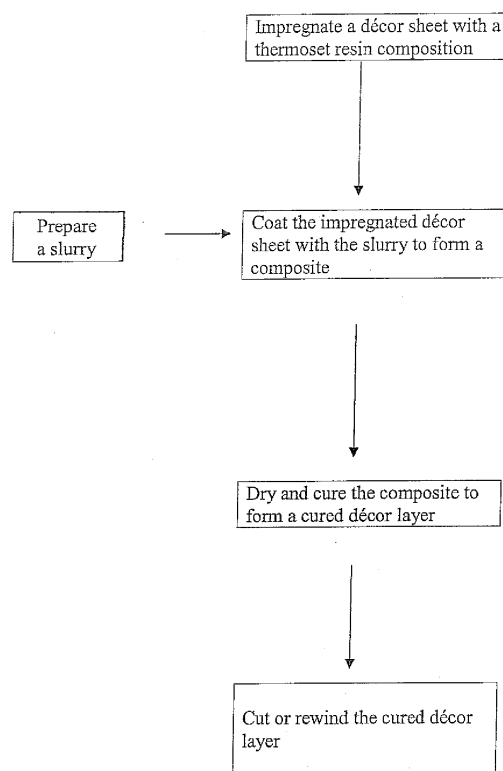 Impregnate a décor sheet with a
thermoset resin composition
Prepare
a slurry
Coat the impregnated décor
sheet with the slurry to form a
composite
Dry and cure the composite to
form a cured décor layer
Cut or rewind the cured décor
layer